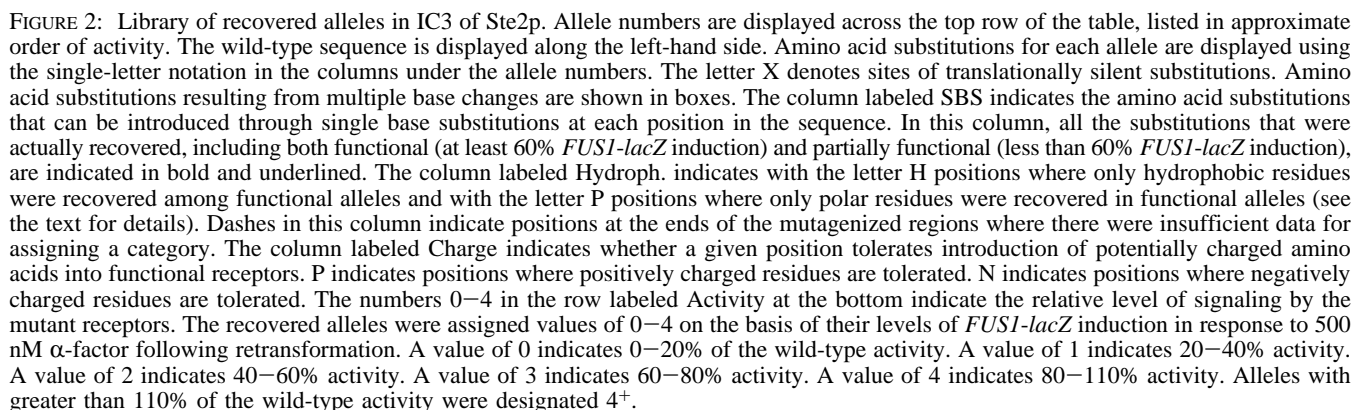 FIGURE 2: Library of recovered alleles in IC3 of Ste2p. Allele numbers are displayed across the top row of the table, listed in approximate
order of activity. The wild-type sequence is displayed along the left-hand side. Amino acid substitutions for each allele are displayed using
the single-letter notation in the columns under the allele numbers. The letter X denotes sites of translationally silent substitutions. Amino
acid substitutions resulting from multiple base changes are shown in boxes. The column labeled SBS indicates the amino acid substitutions
that can be introduced through single base substitutions at each position in the sequence. In this column, all the substitutions that were
actually recovered, including both functional (at least 60% FUS1-lacZ induction) and partially functional (less than 60% FUS1-lacZ induction),
are indicated in bold and underlined. The column labeled Hydroph. indicates with the letter H positions where only hydrophobic residues
were recovered among functional alleles and with the letter P positions where only polar residues were recovered in functional alleles (see
the text for details). Dashes in this column indicate positions at the ends of the mutagenized regions where there were insufficient data for
assigning a category. The column labeled Charge indicates whether a given position tolerates introduction of potentially charged amino
acids into functional receptors. P indicates positions where positively charged residues are tolerated. N indicates positions where negatively
charged residues are tolerated. The numbers 0−4 in the row labeled Activity at the bottom indicate the relative level of signaling by the
mutant receptors. The recovered alleles were assigned values of 0−4 on the basis of their levels of FUS1-lacZ induction in response to 500
nM α-factor following retransformation. A value of 0 indicates 0−20% of the wild-type activity. A value of 1 indicates 20−40% activity.
A value of 2 indicates 40−60% activity. A value of 3 indicates 60−80% activity. A value of 4 indicates 80−110% activity. Alleles with
greater than 110% of the wild-type activity were designated 4⁺.